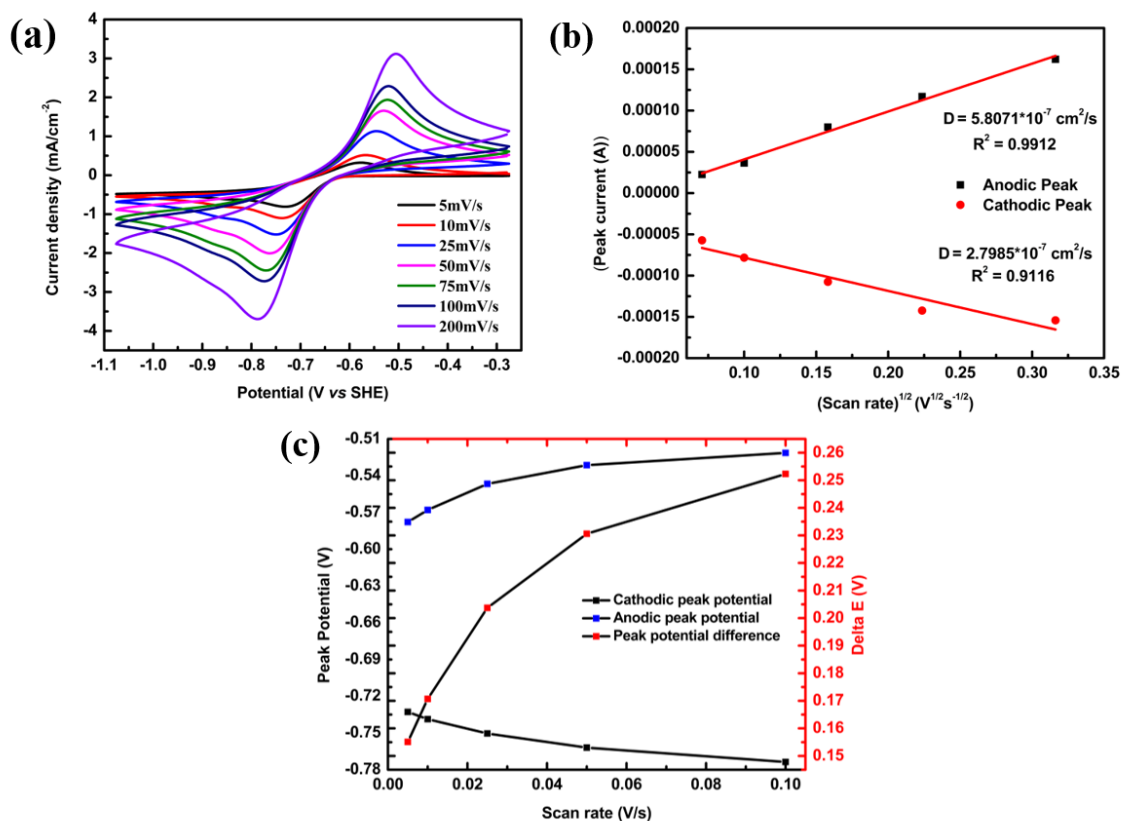 (a)
4
3
2
1
0
-1
-2
-3
-4
Current density (mA/cm⁻²)
5mV/s
10mV/s
25mV/s
50mV/s
75mV/s
100mV/s
200mV/s
-1.1 -1.0 -0.9 -0.8 -0.7 -0.6 -0.5 -0.4 -0.3
Potential (V vs SHE)
(b)
0.00020
0.00015
0.00010
0.00005
0.00000
-0.00005
-0.00010
-0.00015
-0.00020
(Peak current (A)
D = 5.8071*10⁻⁷ cm²/s
R² = 0.9912
Anodic Peak
Cathodic Peak
D = 2.7985*10⁻⁷ cm²/s
R² = 0.9116
0.10 0.15 0.20 0.25 0.30 0.35
(Scan rate)¹/² (V¹/²s⁻¹/²)
(c)
-0.51
-0.54
-0.57
-0.60
-0.63
-0.66
-0.69
-0.72
-0.75
-0.78
Peak Potential (V)
Cathodic peak potential
Anodic peak potential
Peak potential difference
0.26
0.25
0.24
0.23
0.22
0.21
0.20
0.19
0.18
0.17
0.16
0.15
Delta E (V)
0.00 0.02 0.04 0.06 0.08 0.10
Scan rate (V/s)